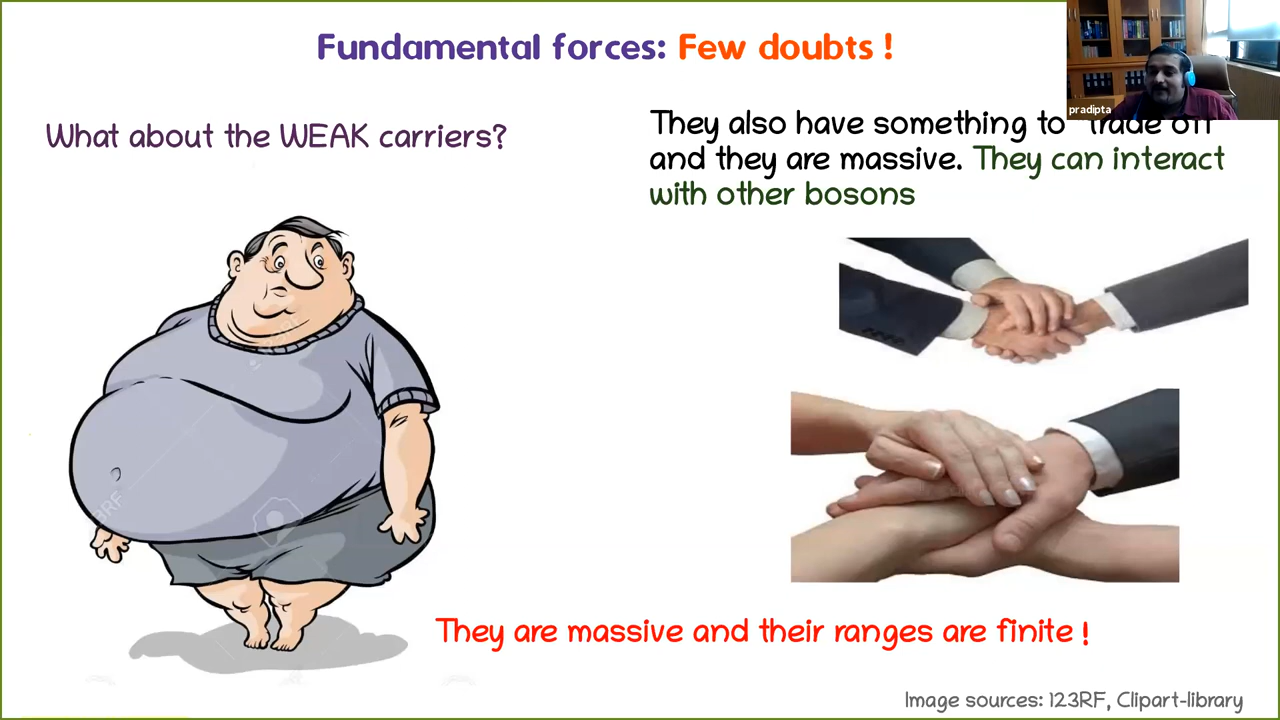 Fundamental forces: Few doubts !
pradipta
What about the WEAK carriers?
They also have something to "trade off"
and they are massive. They can interact
with other bosons
They are massive and their ranges are finite !
Image sources: 123RF, Clipart-library